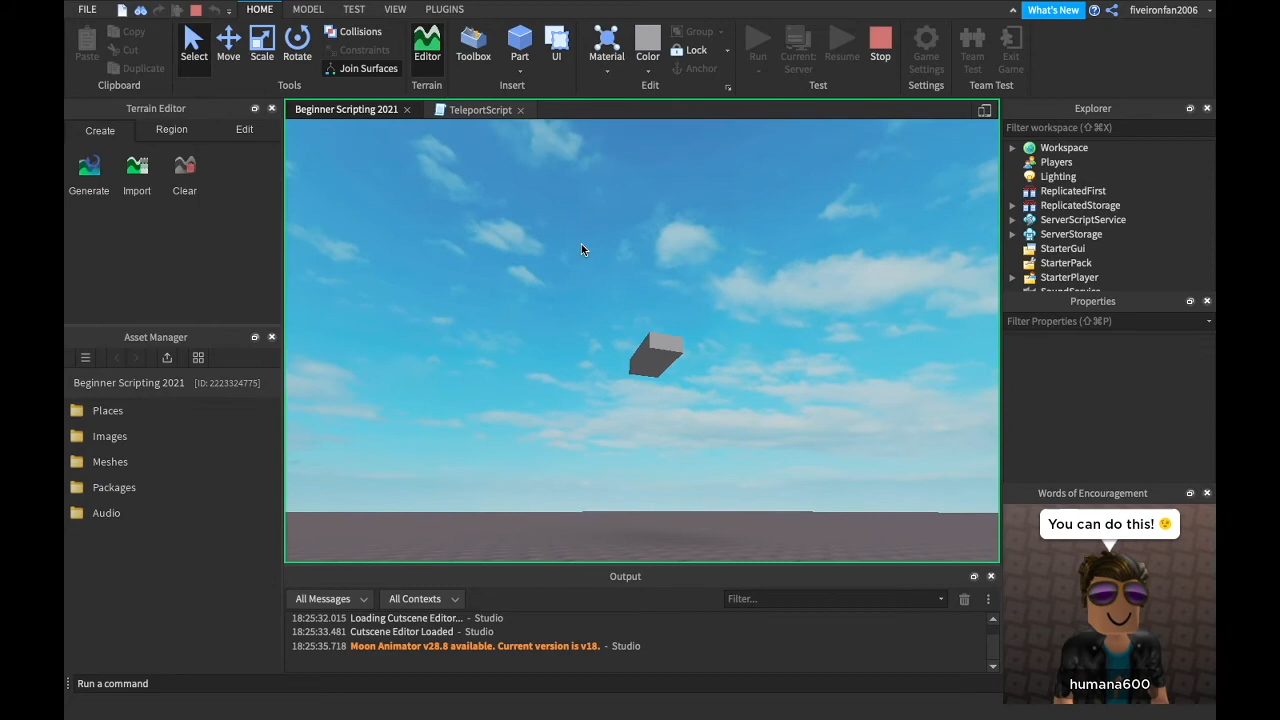 FILE HOME MODEL TEST VIEW PLUGINS What's New fiveironfan2006
Paste Copy Cut Duplicate
Select Move Scale Rotate Collisions Constraints Join Surfaces
Editor Toolbox Part UI Material Color Group Lock Anchor
Run Current: Server Resume Stop Game Settings Team Test Exit Game
Clipboard Tools Terrain Insert Edit Test Settings Team Test
Terrain Editor
Create Region Edit
Generate Import Clear
Asset Manager
Beginner Scripting 2021 [ID: 2223324775]
Places
Images
Meshes
Packages
Audio
Beginner Scripting 2021 TeleportScript
Output
All Messages All Contexts Filter...
18:25:32.015 Loading Cutscene Editor... - Studio
18:25:33.481 Cutscene Editor Loaded - Studio
18:25:35.718 Moon Animator v28.8 available. Current version is v18. - Studio
Run a command
Explorer
Filter workspace (⇧⌘X)
Workspace
Players
Lighting
ReplicatedFirst
ReplicatedStorage
ServerScriptService
ServerStorage
StarterGui
StarterPack
StarterPlayer
SoundService
Properties
Filter Properties (⇧⌘P)
Words of Encouragement
You can do this!
humana600